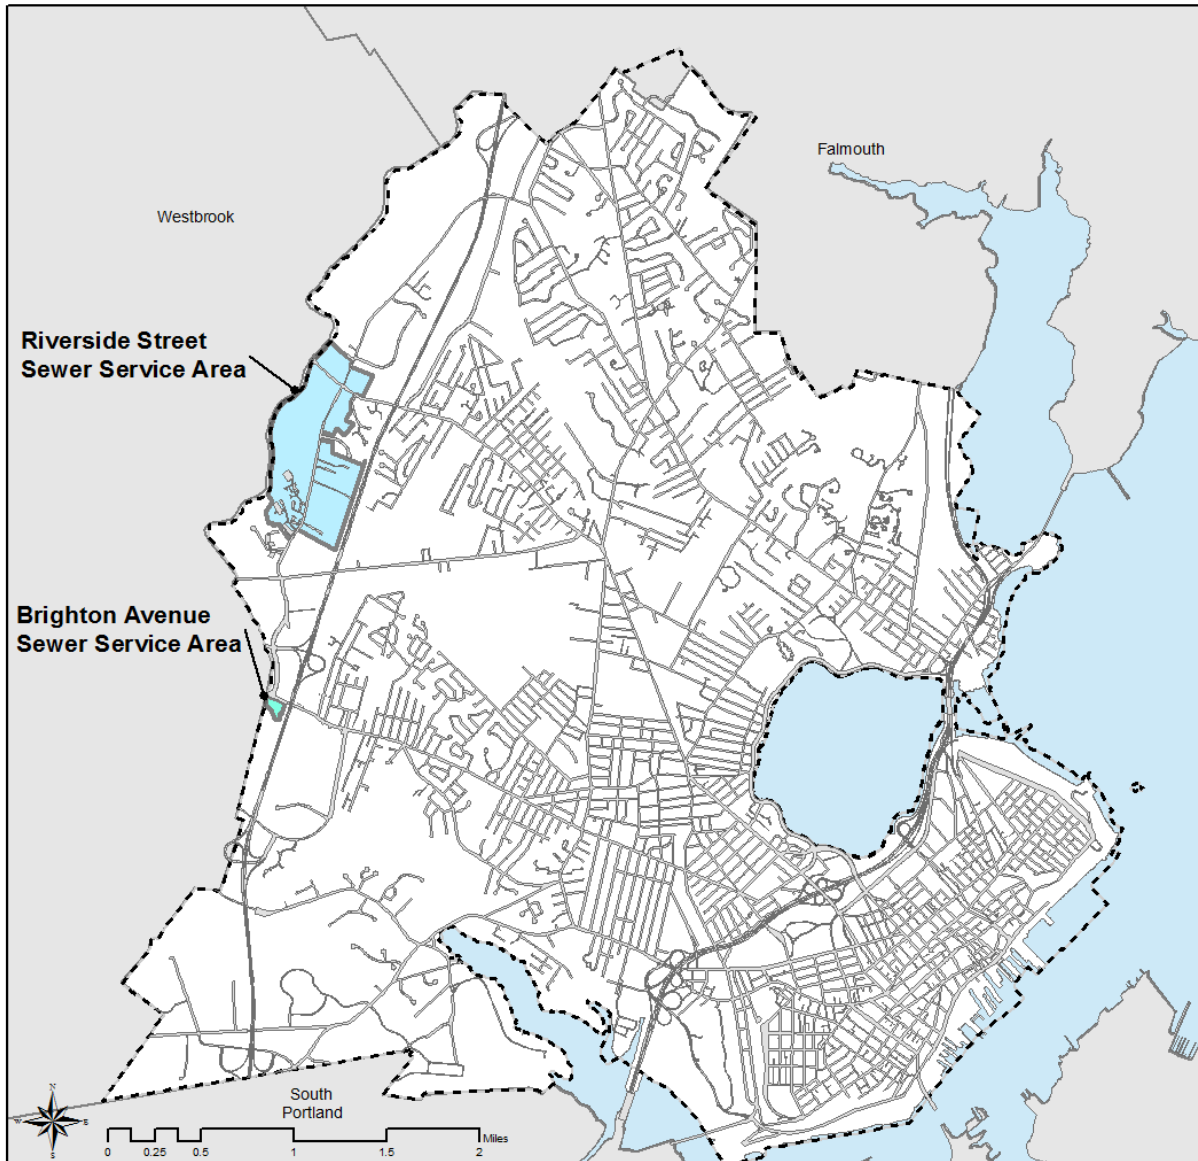 Falmouth
Westbrook
Riverside Street
Sewer Service Area
Brighton Avenue
Sewer Service Area
South
Portland
N
W
E
S
Miles
0 0.25 0.5 1 1.5 2